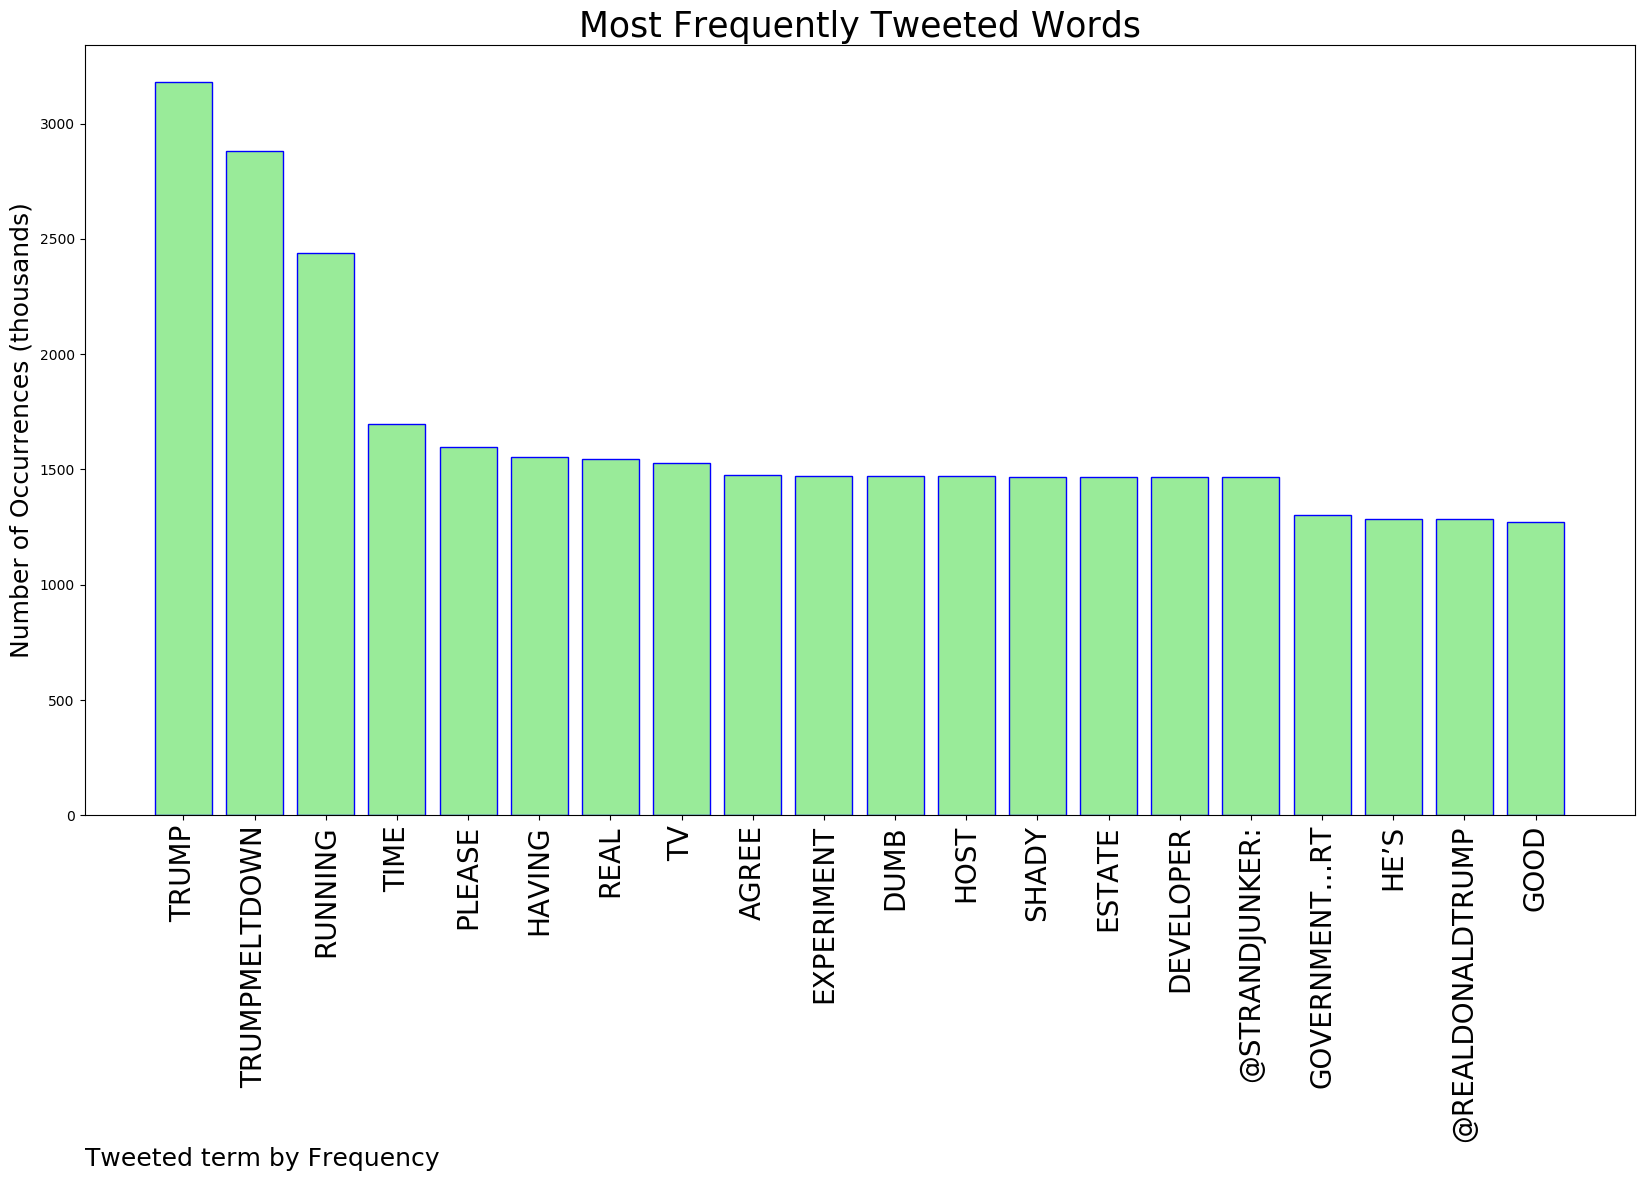 Most Frequently Tweeted Words
Number of Occurrences (thousands)
3000
2500
2000
1500
1000
500
0
TRUMP
TRUMPMELTDOWN
RUNNING
TIME
PLEASE
HAVING
REAL
TV
AGREE
EXPERIMENT
DUMB
HOST
SHADY
ESTATE
DEVELOPER
@STRANDJUNKER:
GOVERNMENT…RT
HE’S
@REALDONALDTRUMP
GOOD
Tweeted term by Frequency